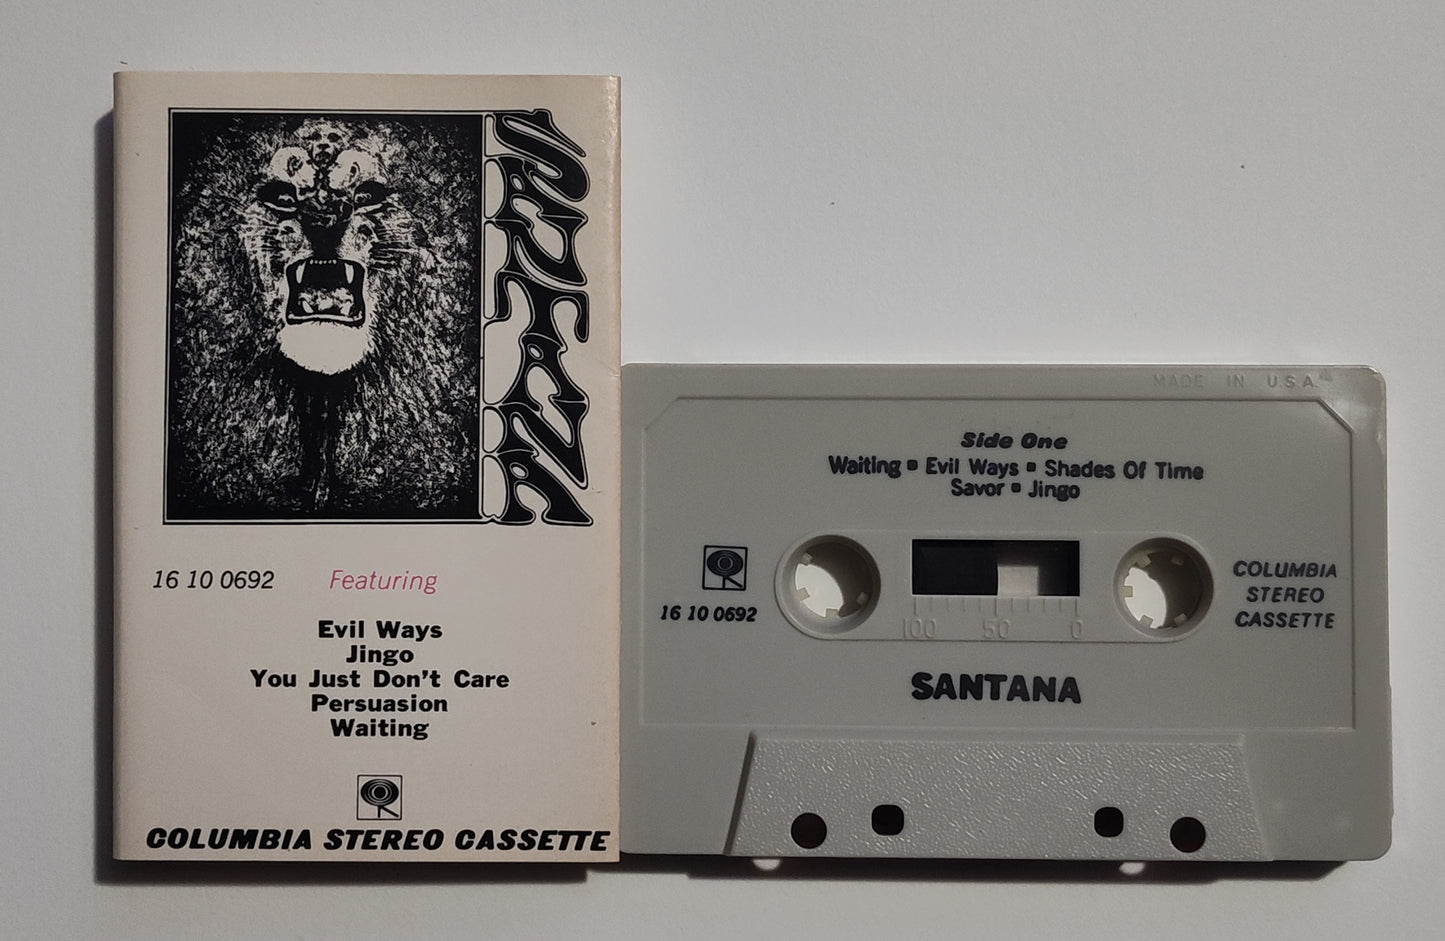 SANTANA
16 10 0692 Featuring
Evil Ways
Jingo
You Just Don't Care
Persuasion
Waiting
COLUMBIA STEREO CASSETTE
MADE IN U.S.A.
Side One
Waiting ▪ Evil Ways ▪ Shades Of Time
Savor ▪ Jingo
16 10 0692
100 50 0
COLUMBIA
STEREO
CASSETTE
SANTANA